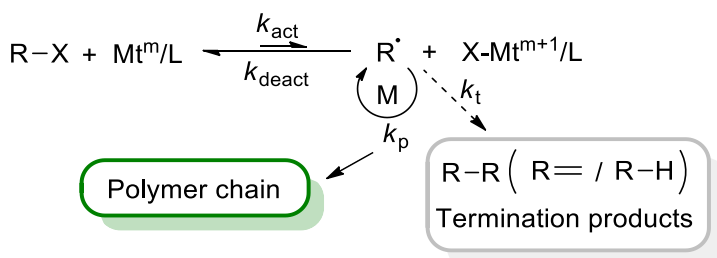 k_act
R–X + Mt^m/L R^• + X-Mt^{m+1}/L
k_deact
M
k_t
k_p
R–R ( R= / R–H )
Polymer chain
Termination products